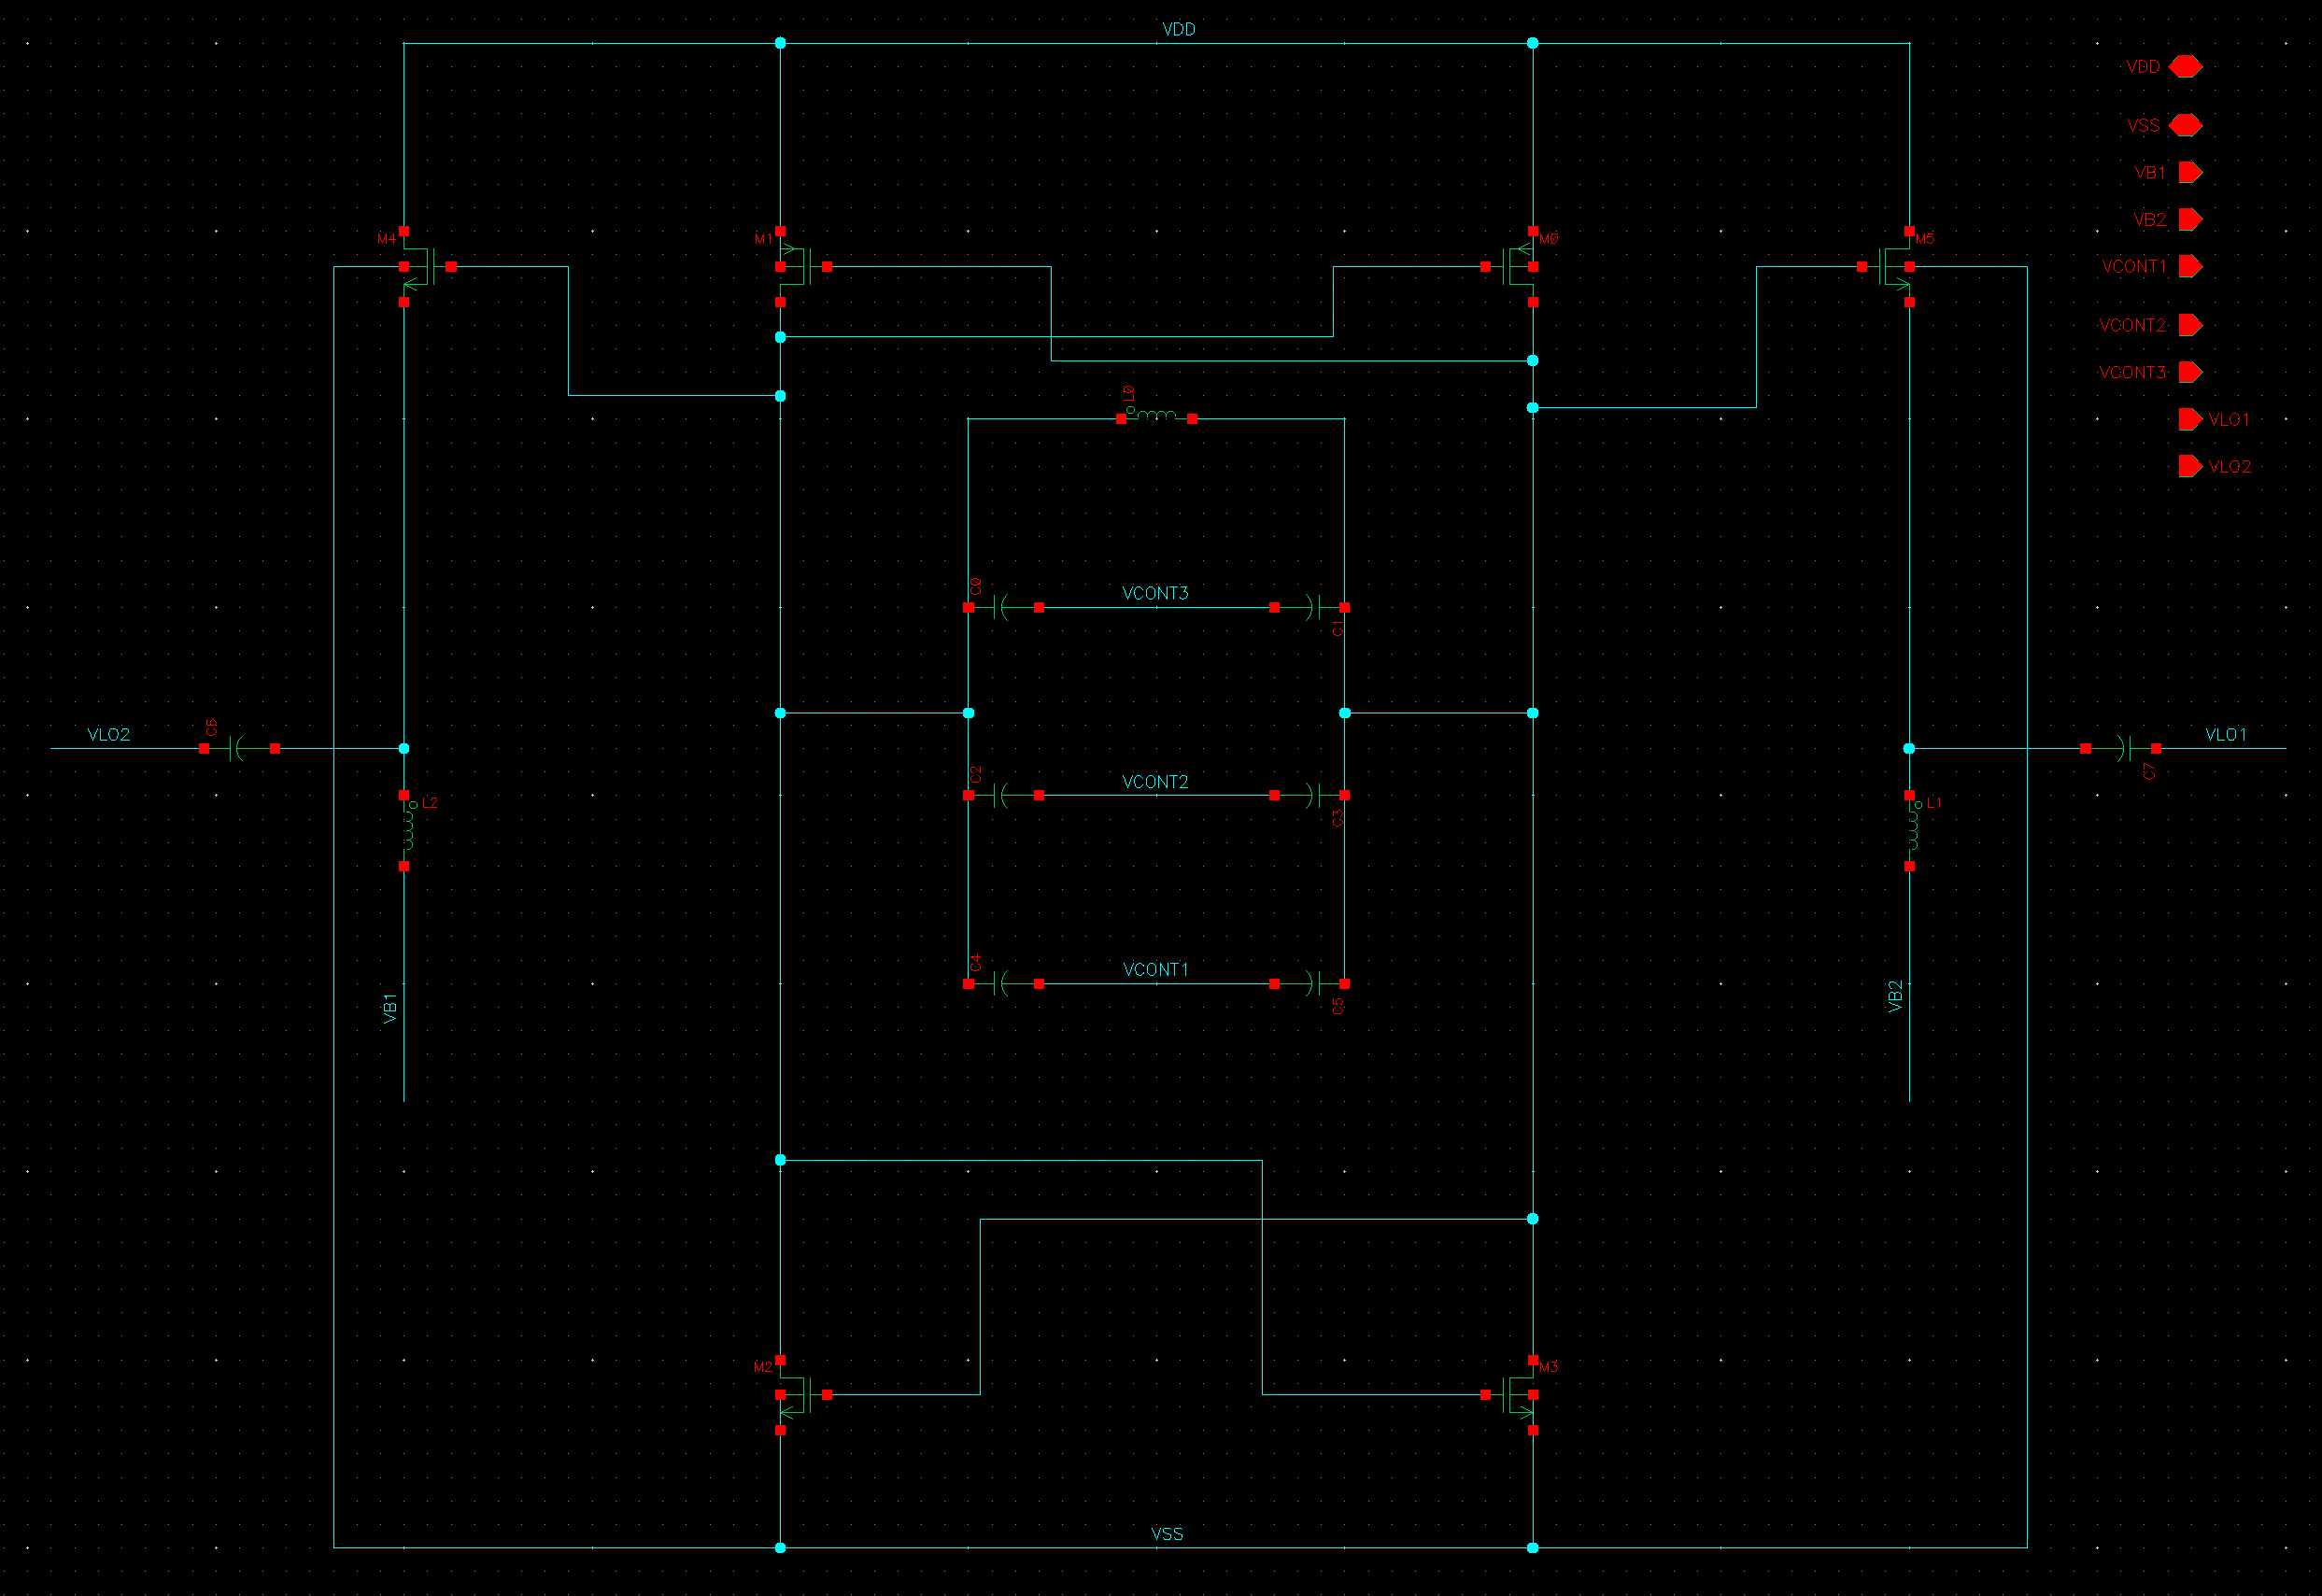 VDD
VDD
VSS
VB1
VB2
M4
M1
M0
M5
VCONT1
VCONT2
VCONT3
L0
VLO1
VLO2
C0
VCONT3
C1
VLO2
C6
VLO1
C7
C2
VCONT2
C3
L2
L1
C4
VCONT1
C5
VB1
VB2
M2
M3
VSS